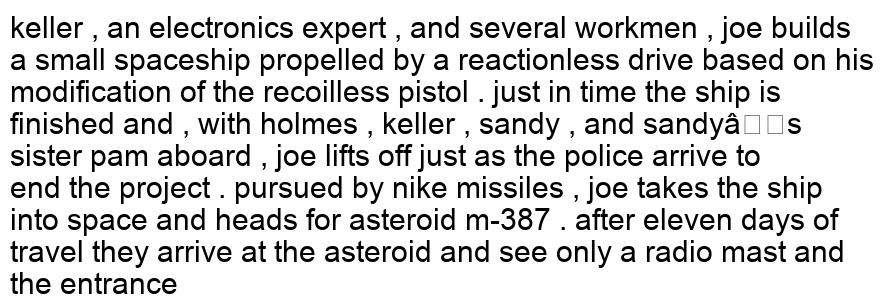 keller , an electronics expert , and several workmen , joe builds
a small spaceship propelled by a reactionless drive based on his
modification of the recoilless pistol . just in time the ship is
finished and , with holmes , keller , sandy , and sandyâ□□s
sister pam aboard , joe lifts off just as the police arrive to
end the project . pursued by nike missiles , joe takes the ship
into space and heads for asteroid m-387 . after eleven days of
travel they arrive at the asteroid and see only a radio mast and
the entrance